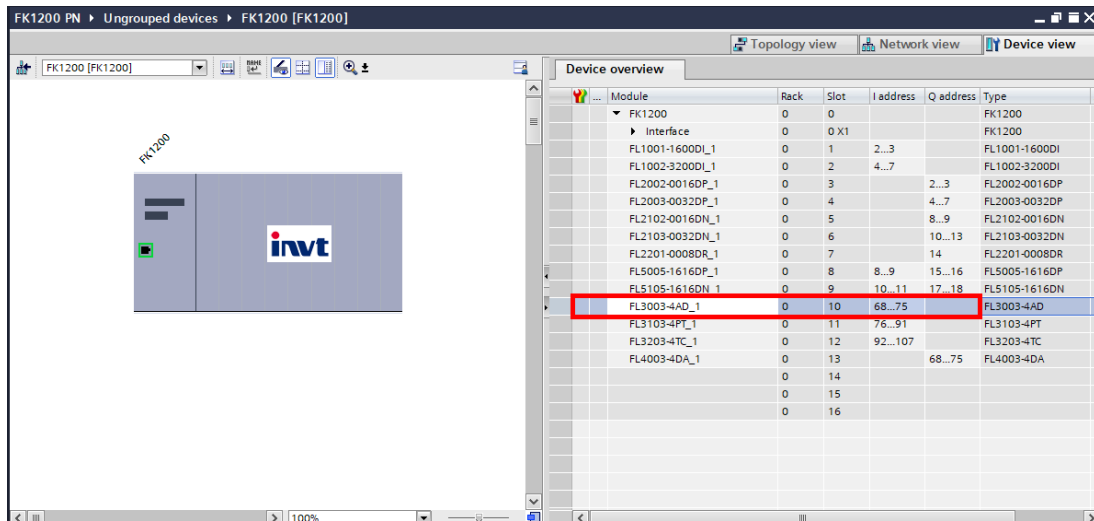 FK1200 PN ▸ Ungrouped devices ▸ FK1200 [FK1200]
Topology view Network view Device view
FK1200 [FK1200]
Device overview
... Module Rack Slot I address Q address Type
FK1200 0 0 FK1200
Interface 0 0 X1 FK1200
FL1001-1600DI_1 0 1 2...3 FL1001-1600DI
FL1002-3200DI_1 0 2 4...7 FL1002-3200DI
FL2002-0016DP_1 0 3 2...3 FL2002-0016DP
FL2003-0032DP_1 0 4 4...7 FL2003-0032DP
FL2102-0016DN_1 0 5 8...9 FL2102-0016DN
FL2103-0032DN_1 0 6 10...13 FL2103-0032DN
FL2201-0008DR_1 0 7 14 FL2201-0008DR
FL5005-1616DP_1 0 8 8...9 15...16 FL5005-1616DP
FL5105-1616DN_1 0 9 10...11 17...18 FL5105-1616DN
FL3003-4AD_1 0 10 68...75 FL3003-4AD
FL3103-4PT_1 0 11 76...91 FL3103-4PT
FL3203-4TC_1 0 12 92...107 FL3203-4TC
FL4003-4DA_1 0 13 68...75 FL4003-4DA
0 14
0 15
0 16
FK1200
invt
100%